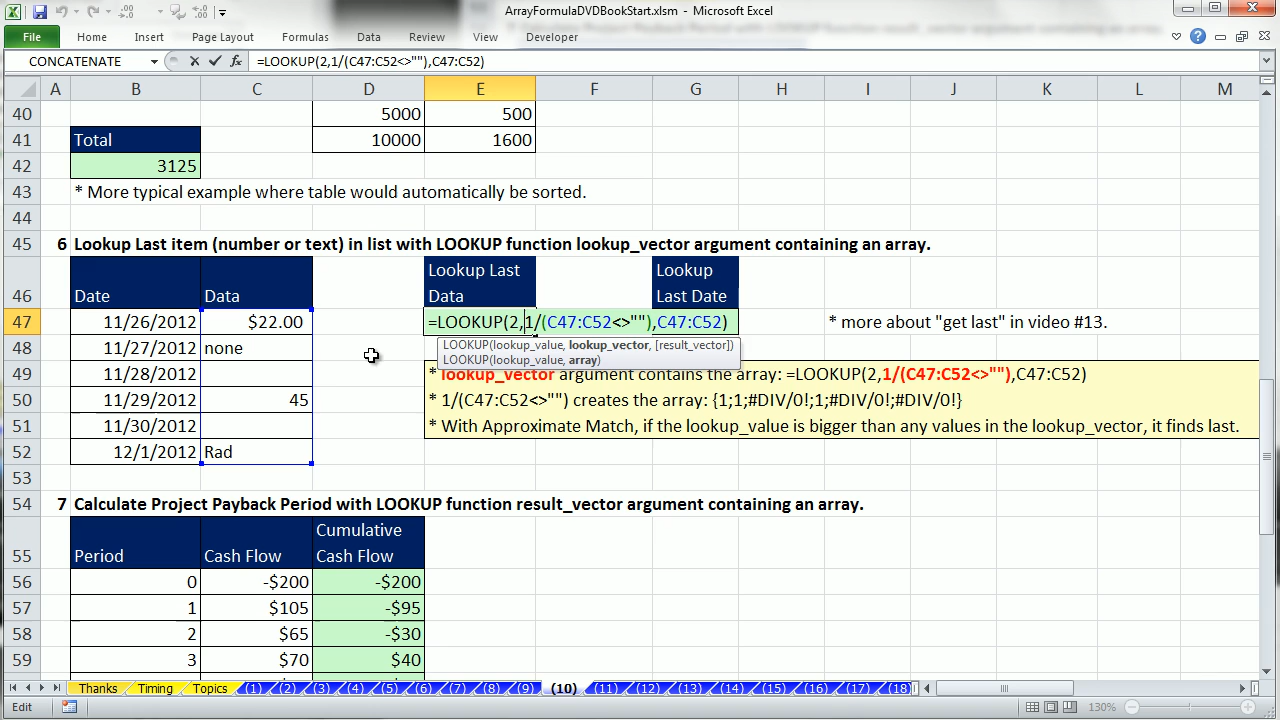 ArrayFormulaDVDBookStart.xlsm - Microsoft Excel
File Home Insert Page Layout Formulas Data Review View Developer
CONCATENATE fx =LOOKUP(2,1/(C47:C52<>""),C47:C52)
A B C D E F G H I J K L M
40 5000 500
41 Total 10000 1600
42 3125
43 * More typical example where table would automatically be sorted.
44
45 6 Lookup Last item (number or text) in list with LOOKUP function lookup_vector argument containing an array.
Lookup Last Lookup
46 Date Data Data Last Date
47 11/26/2012 $22.00 =LOOKUP(2,1/(C47:C52<>""),C47:C52) * more about "get last" in video #13.
LOOKUP(lookup_value, lookup_vector, [result_vector])
48 11/27/2012 none
LOOKUP(lookup_value, array)
49 11/28/2012 * lookup_vector argument contains the array: =LOOKUP(2,1/(C47:C52<>""),C47:C52)
50 11/29/2012 45 * 1/(C47:C52<>"") creates the array: {1;1;#DIV/0!;1;#DIV/0!;#DIV/0!}
51 11/30/2012 * With Approximate Match, if the lookup_value is bigger than any values in the lookup_vector, it finds last.
52 12/1/2012 Rad
53
54 7 Calculate Project Payback Period with LOOKUP function result_vector argument containing an array.
Cumulative
55 Period Cash Flow Cash Flow
56 0 -$200 -$200
57 1 $105 -$95
58 2 $65 -$30
59 3 $70 $40
Thanks Timing Topics (1) (2) (3) (4) (5) (6) (7) (8) (9) (10) (11) (12) (13) (14) (15) (16) (17) (18
Edit 130%